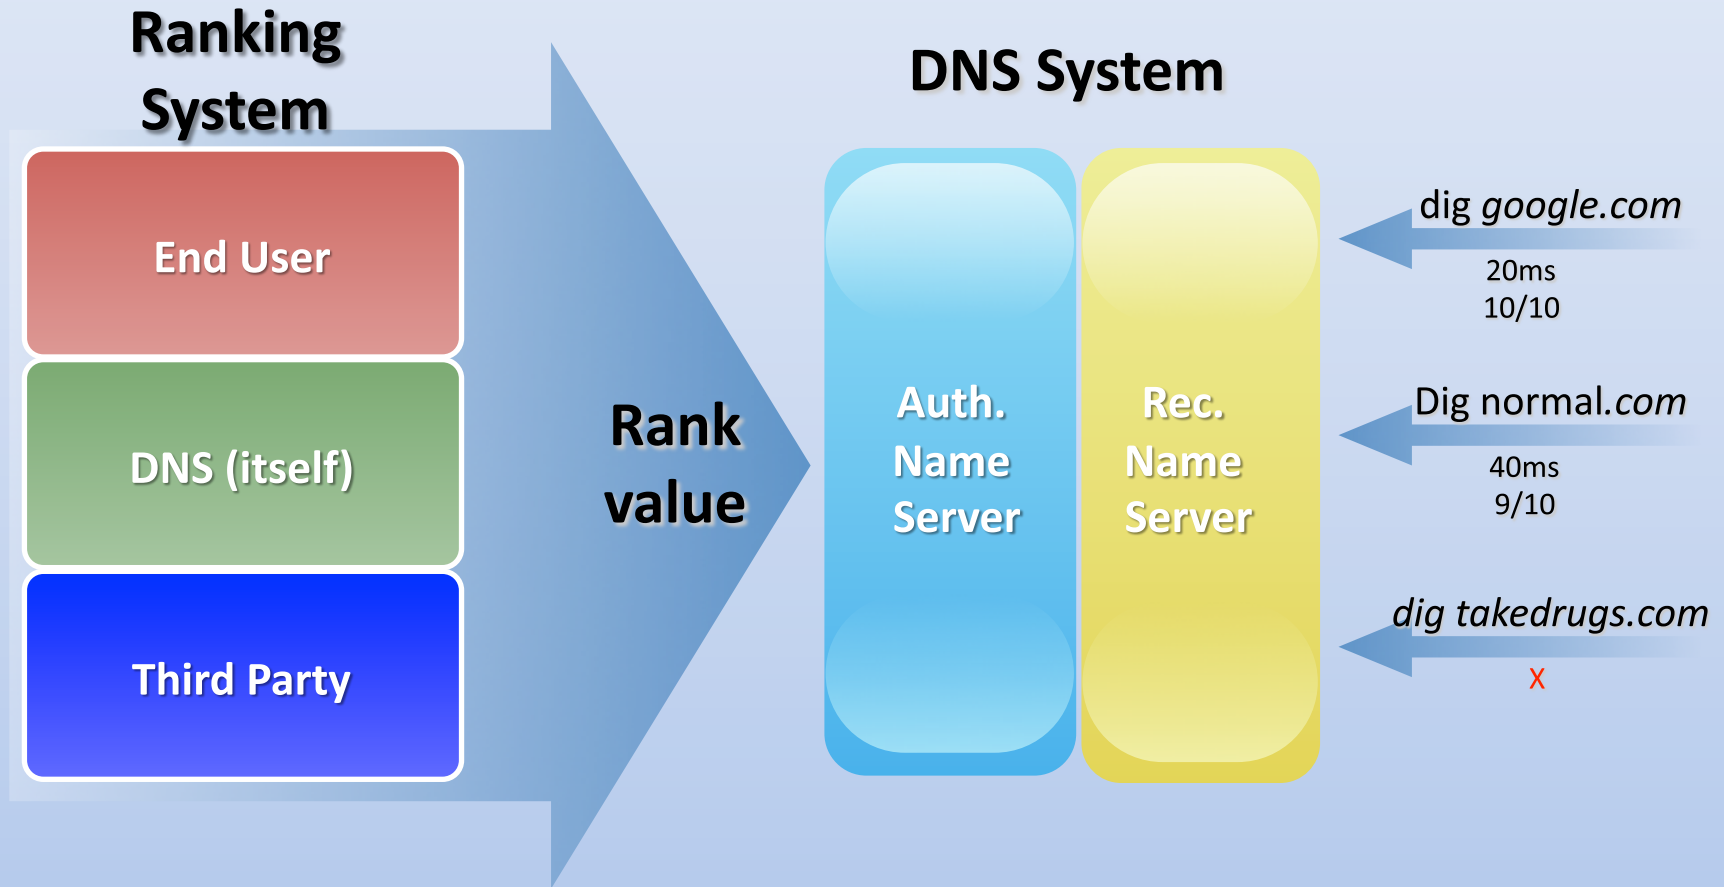 Ranking
System
End User
DNS (itself)
Third Party
Rank
value
DNS System
Auth.
Name
Server
Rec.
Name
Server
dig google.com
20ms
10/10
Dig normal.com
40ms
9/10
dig takedrugs.com
X